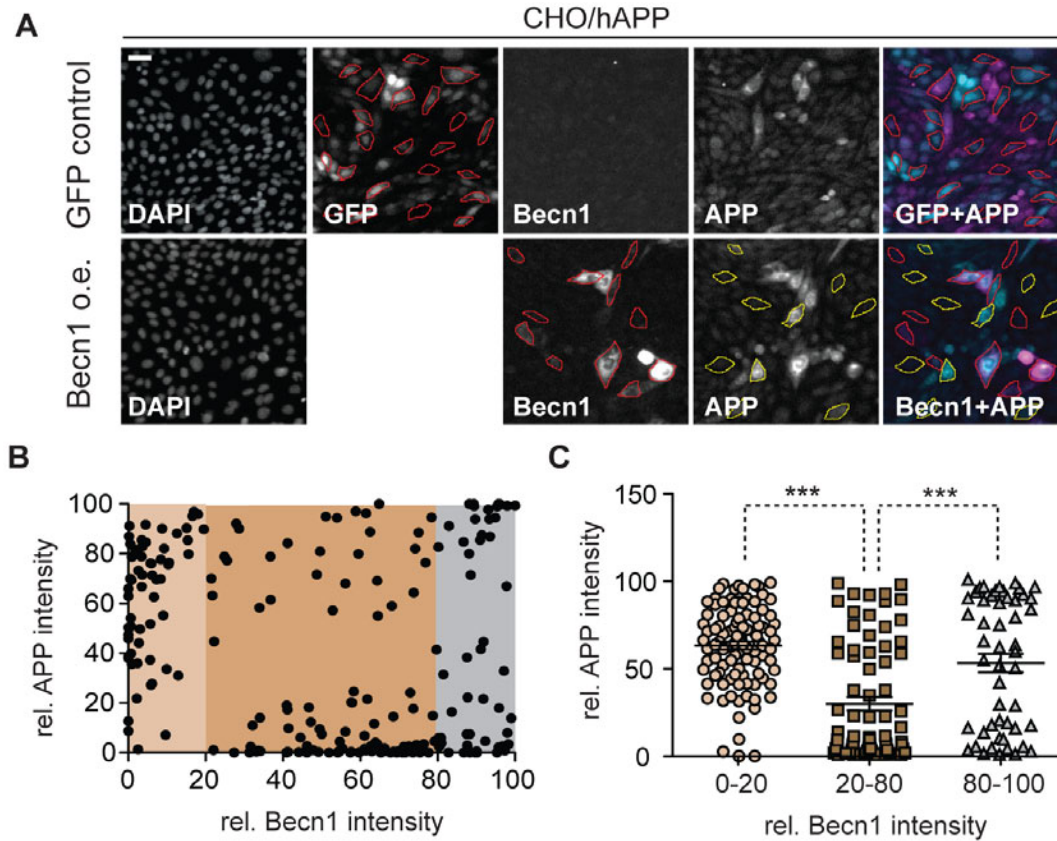 CHO/hAPP
A
GFP control
DAPI
GFP
Becn1
APP
GFP+APP
Becn1 o.e.
DAPI
Becn1
APP
Becn1+APP
B
rel. APP intensity
100
80
60
40
20
0
0 20 40 60 80 100
rel. Becn1 intensity
C
rel. APP intensity
150
100
50
0
*** ***
0-20 20-80 80-100
rel. Becn1 intensity